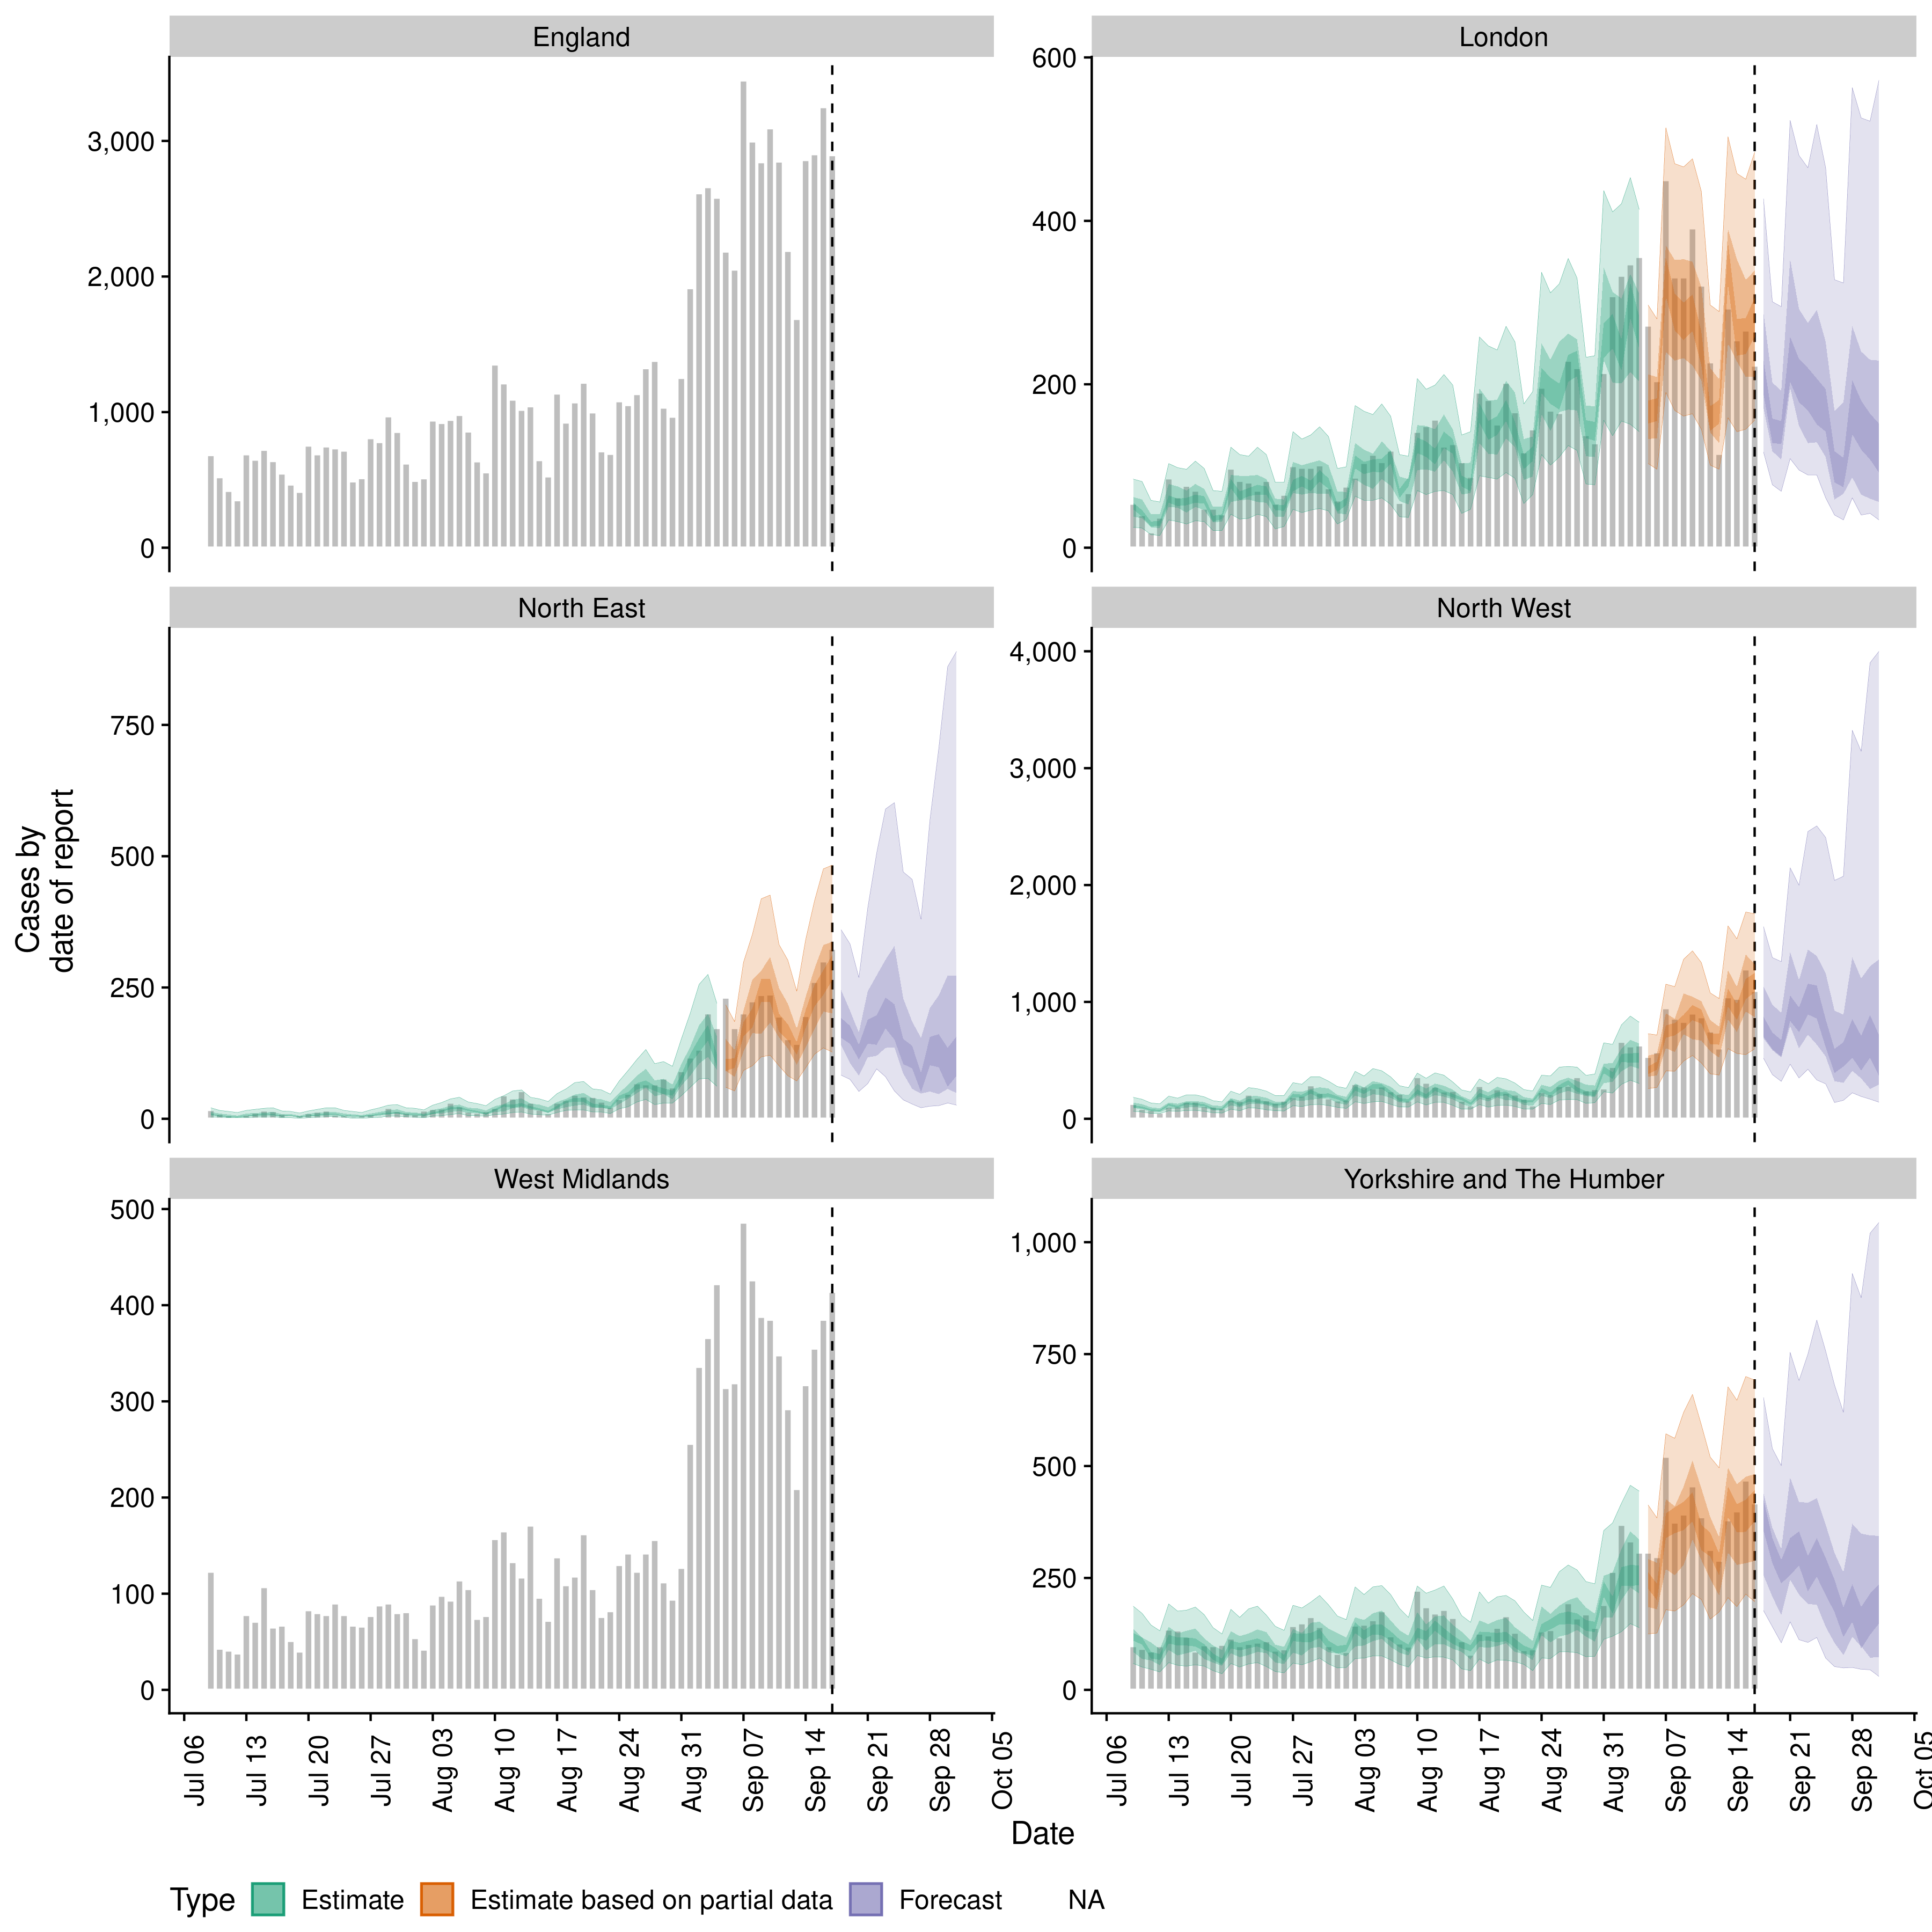 England
London
3,000
2,000
1,000
0
600
400
200
0
North East
North West
750
500
250
0
4,000
3,000
2,000
1,000
0
Cases by
date of report
West Midlands
Yorkshire and The Humber
500
400
300
200
100
0
1,000
750
500
250
0
Jul 06
Jul 13
Jul 20
Jul 27
Aug 03
Aug 10
Aug 17
Aug 24
Aug 31
Sep 07
Sep 14
Sep 21
Sep 28
Oct 05
Jul 06
Jul 13
Jul 20
Jul 27
Aug 03
Aug 10
Aug 17
Aug 24
Aug 31
Sep 07
Sep 14
Sep 21
Sep 28
Oct 05
Date
Type Estimate Estimate based on partial data Forecast NA